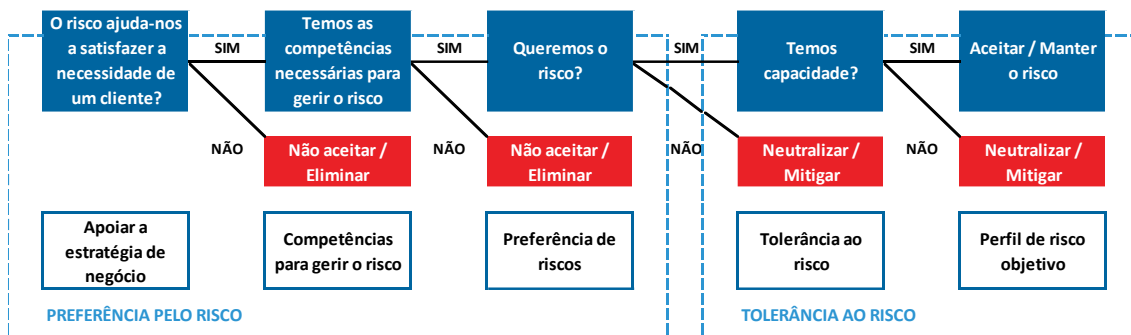 O risco ajuda-nos
a satisfazer a
necessidade de
um cliente?
SIM
Temos as
competências
necessárias para
gerir o risco
SIM
Queremos o
risco?
SIM
Temos
capacidade?
SIM
Aceitar / Manter
o risco
NÃO
Não aceitar /
Eliminar
NÃO
Não aceitar /
Eliminar
NÃO
Neutralizar /
Mitigar
NÃO
Neutralizar /
Mitigar
Apoiar a
estratégia de
negócio
Competências
para gerir o risco
Preferência de
riscos
Tolerância ao
risco
Perfil de risco
objetivo
PREFERÊNCIA PELO RISCO
TOLERÂNCIA AO RISCO